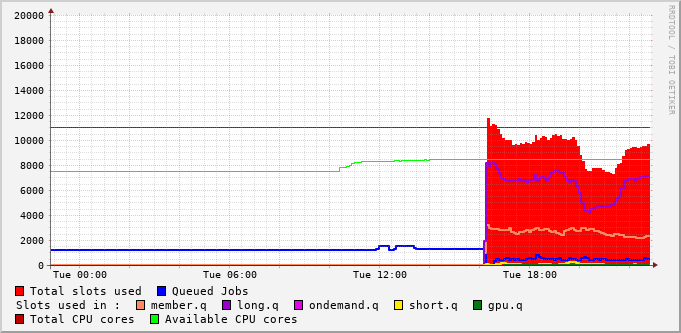 RRDTOOL / TOBI OETIKER
20000
18000
16000
14000
12000
10000
8000
6000
4000
2000
0
Tue 00:00 Tue 06:00 Tue 12:00 Tue 18:00
Total slots used Queued Jobs
Slots used in : member.q long.q ondemand.q short.q gpu.q
Total CPU cores Available CPU cores